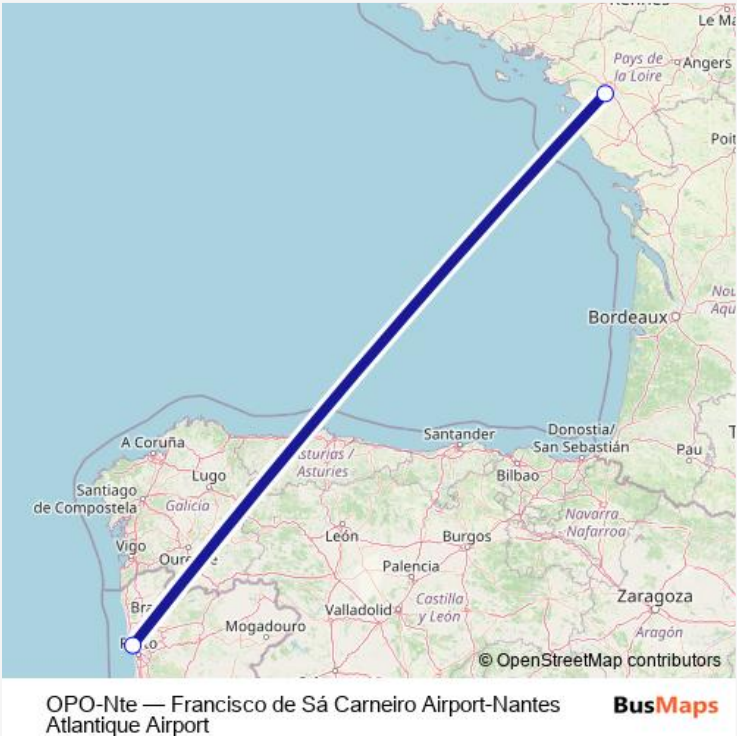 Le Ma
Pays de
la Loire
Angers
Poit
Bordeaux
Nou
Aqu
A Coruña
Santander
Donostia/
San Sebastián
Asturias /
Asturies
Pau
Lugo
Bilbao
Santiago
de Compostela
Galicia
Navarra
- Nafarroa-
Vigo
León
Burgos
Palencia
Zaragoza
Castilla
y León
Valladolid
Mogadouro
Aragón
© OpenStreetMap contributors
OPO-Nte — Francisco de Sá Carneiro Airport-Nantes
Atlantique Airport
BusMaps